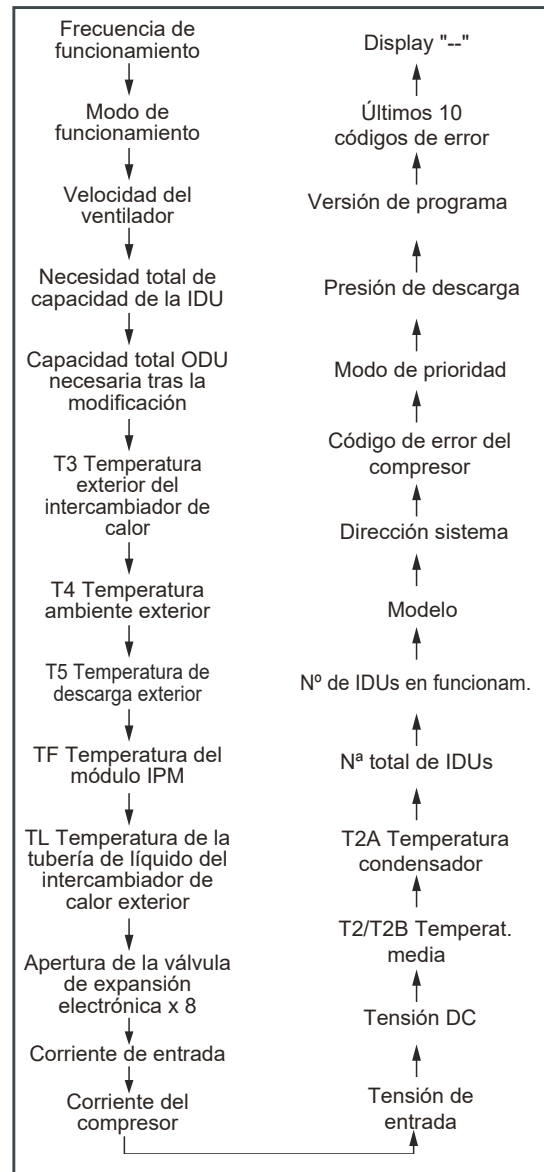 Frecuencia de
funcionamiento
Modo de
funcionamiento
Velocidad del
ventilador
Necesidad total de
capacidad de la IDU
Capacidad total ODU
necesaria tras la
modificación
T3 Temperatura
exterior del
intercambiador de
calor
T4 Temperatura
ambiente exterior
T5 Temperatura de
descarga exterior
TF Temperatura del
módulo IPM
TL Temperatura de la
tubería de líquido del
intercambiador de
calor exterior
Apertura de la válvula
de expansión
electrónica x 8
Corriente de entrada
Corriente del
compresor
Tensión de
entrada
Tensión DC
T2/T2B Temperat.
media
T2A Temperatura
condensador
Nª total de IDUs
Nº de IDUs en funcionam.
Modelo
Dirección sistema
Código de error del
compresor
Modo de prioridad
Presión de descarga
Versión de programa
Últimos 10
códigos de error
Display "--"